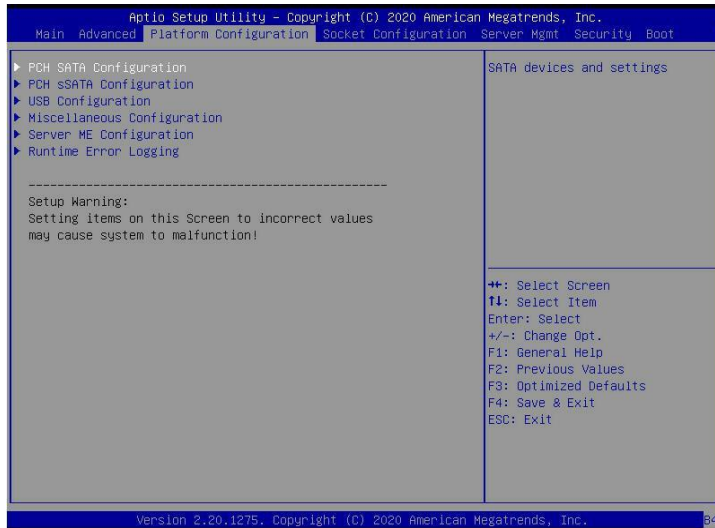 Aptio Setup Utility - Copyright (C) 2020 American Megatrends, Inc.
Main Advanced Platform Configuration Socket Configuration Server Mgmt Security Boot
PCH SATA Configuration
PCH sSATA Configuration
USB Configuration
Miscellaneous Configuration
Server ME Configuration
Runtime Error Logging
--------------------------------------------------
Setup Warning:
Setting items on this Screen to incorrect values
may cause system to malfunction!
SATA devices and settings
→←: Select Screen
↑↓: Select Item
Enter: Select
+/-: Change Opt.
F1: General Help
F2: Previous Values
F3: Optimized Defaults
F4: Save & Exit
ESC: Exit
Version 2.20.1275. Copyright (C) 2020 American Megatrends, Inc.